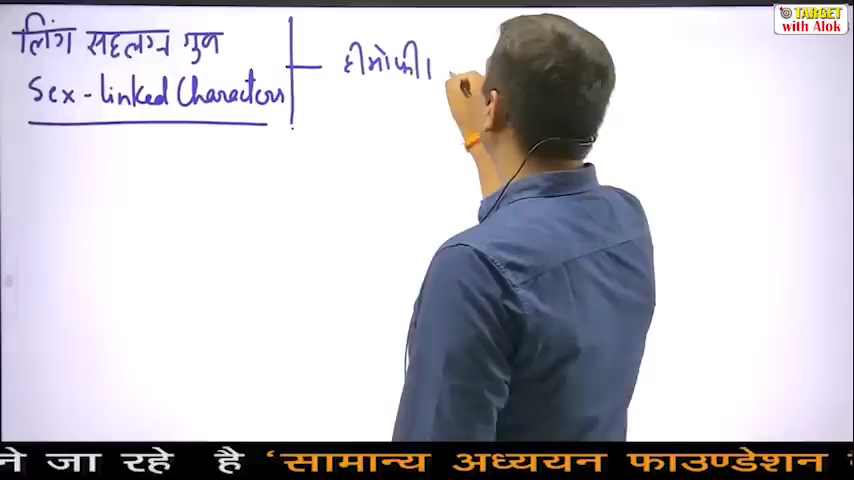 लिंग सहलग्न गुण
Sex-linked Characters
हीमोफी
TARGET
with Alok
ने जा रहे है ‘सामान्य अध्ययन फाउण्डेशन